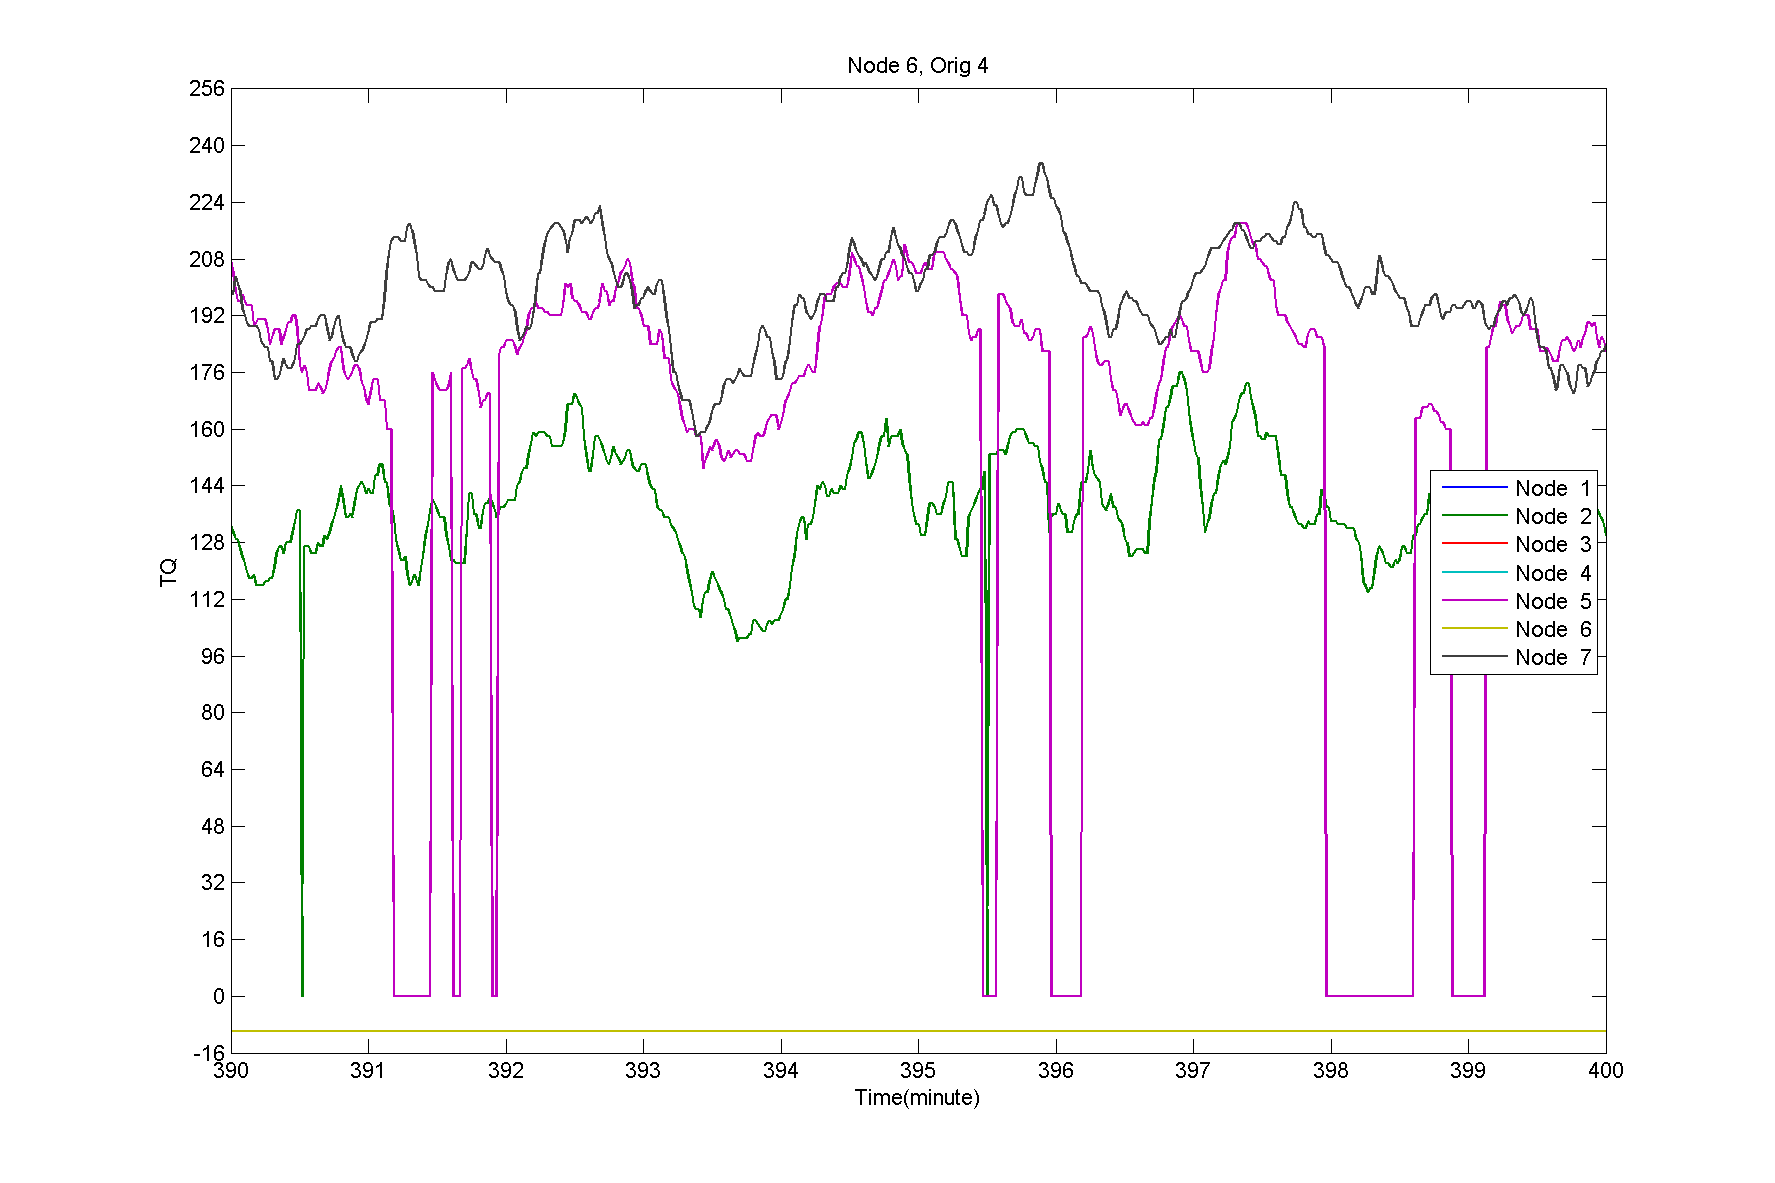 Node 6, Orig 4
256
240
224
208
192
176
160
144
128
112
96
80
64
48
32
16
0
-16
TQ
Node 1
Node 2
Node 3
Node 4
Node 5
Node 6
Node 7
390 391 392 393 394 395 396 397 398 399 400
Time(minute)